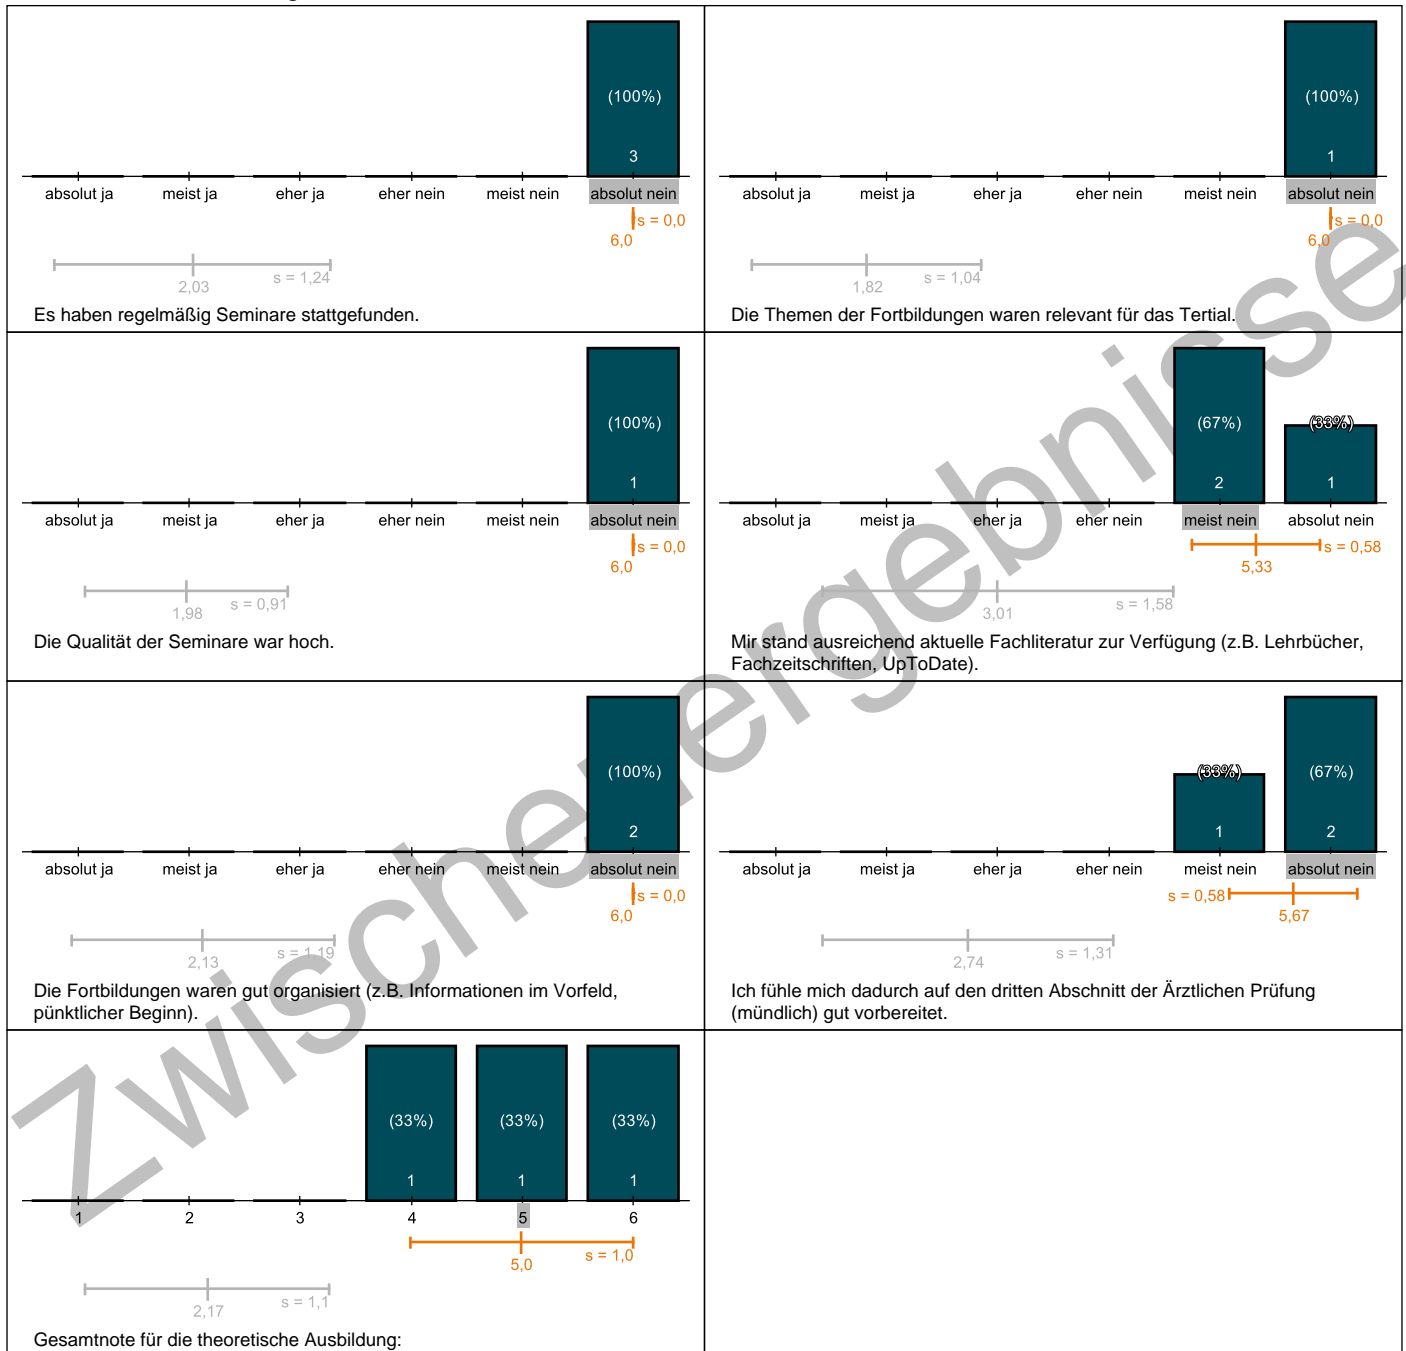 (100%)
3
absolut ja meist ja eher ja eher nein meist nein absolut nein
s = 0,0
6,0
s = 1,24
2,03
Es haben regelmäßig Seminare stattgefunden.
(100%)
1
absolut ja meist ja eher ja eher nein meist nein absolut nein
s = 0,0
6,0
s = 1,04
1,82
Die Themen der Fortbildungen waren relevant für das Tertial.
(100%)
1
absolut ja meist ja eher ja eher nein meist nein absolut nein
s = 0,0
6,0
s = 0,91
1,98
Die Qualität der Seminare war hoch.
(67%) (33%)
2 1
absolut ja meist ja eher ja eher nein meist nein absolut nein
s = 0,58
5,33
s = 1,58
3,01
Mir stand ausreichend aktuelle Fachliteratur zur Verfügung (z.B. Lehrbücher,
Fachzeitschriften, UpToDate).
(100%)
2
absolut ja meist ja eher ja eher nein meist nein absolut nein
s = 0,0
6,0
s = 1,19
2,13
Die Fortbildungen waren gut organisiert (z.B. Informationen im Vorfeld,
pünktlicher Beginn).
(33%) (67%)
1 2
absolut ja meist ja eher ja eher nein meist nein absolut nein
s = 0,58
5,67
s = 1,31
2,74
Ich fühle mich dadurch auf den dritten Abschnitt der Ärztlichen Prüfung
(mündlich) gut vorbereitet.
(33%) (33%) (33%)
1 1 1
1 2 3 4 5 6
s = 1,0
5,0
s = 1,1
2,17
Gesamtnote für die theoretische Ausbildung:
Zwischenergebnisse